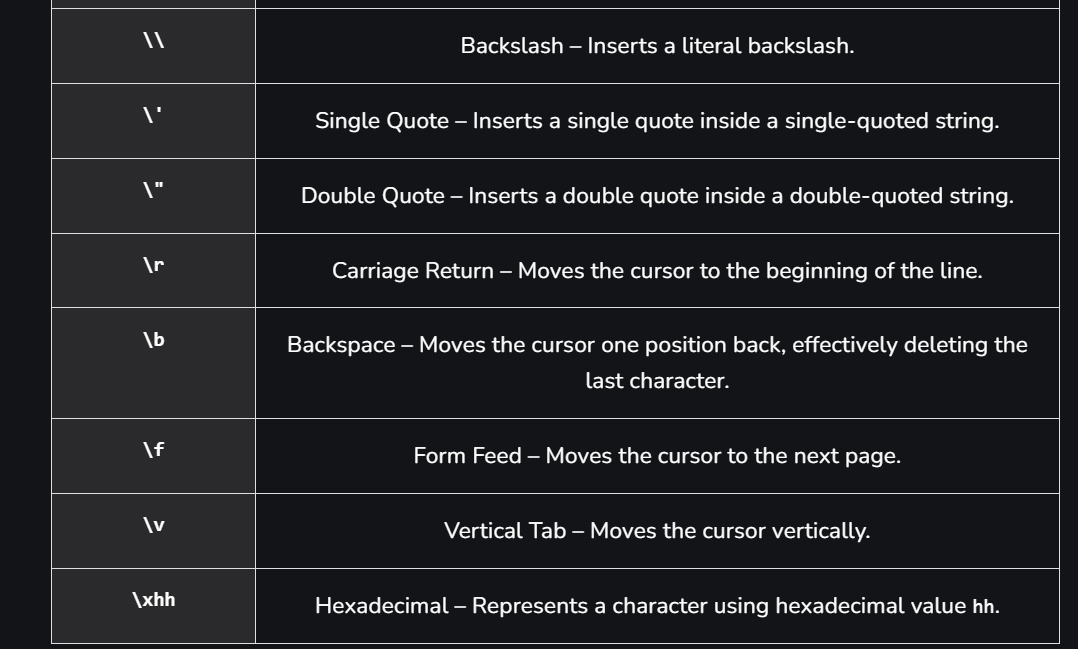 \\
Backslash – Inserts a literal backslash.
\'
Single Quote – Inserts a single quote inside a single-quoted string.
\"
Double Quote – Inserts a double quote inside a double-quoted string.
\r
Carriage Return – Moves the cursor to the beginning of the line.
\b
Backspace – Moves the cursor one position back, effectively deleting the
last character.
\f
Form Feed – Moves the cursor to the next page.
\v
Vertical Tab – Moves the cursor vertically.
\xhh
Hexadecimal – Represents a character using hexadecimal value hh.